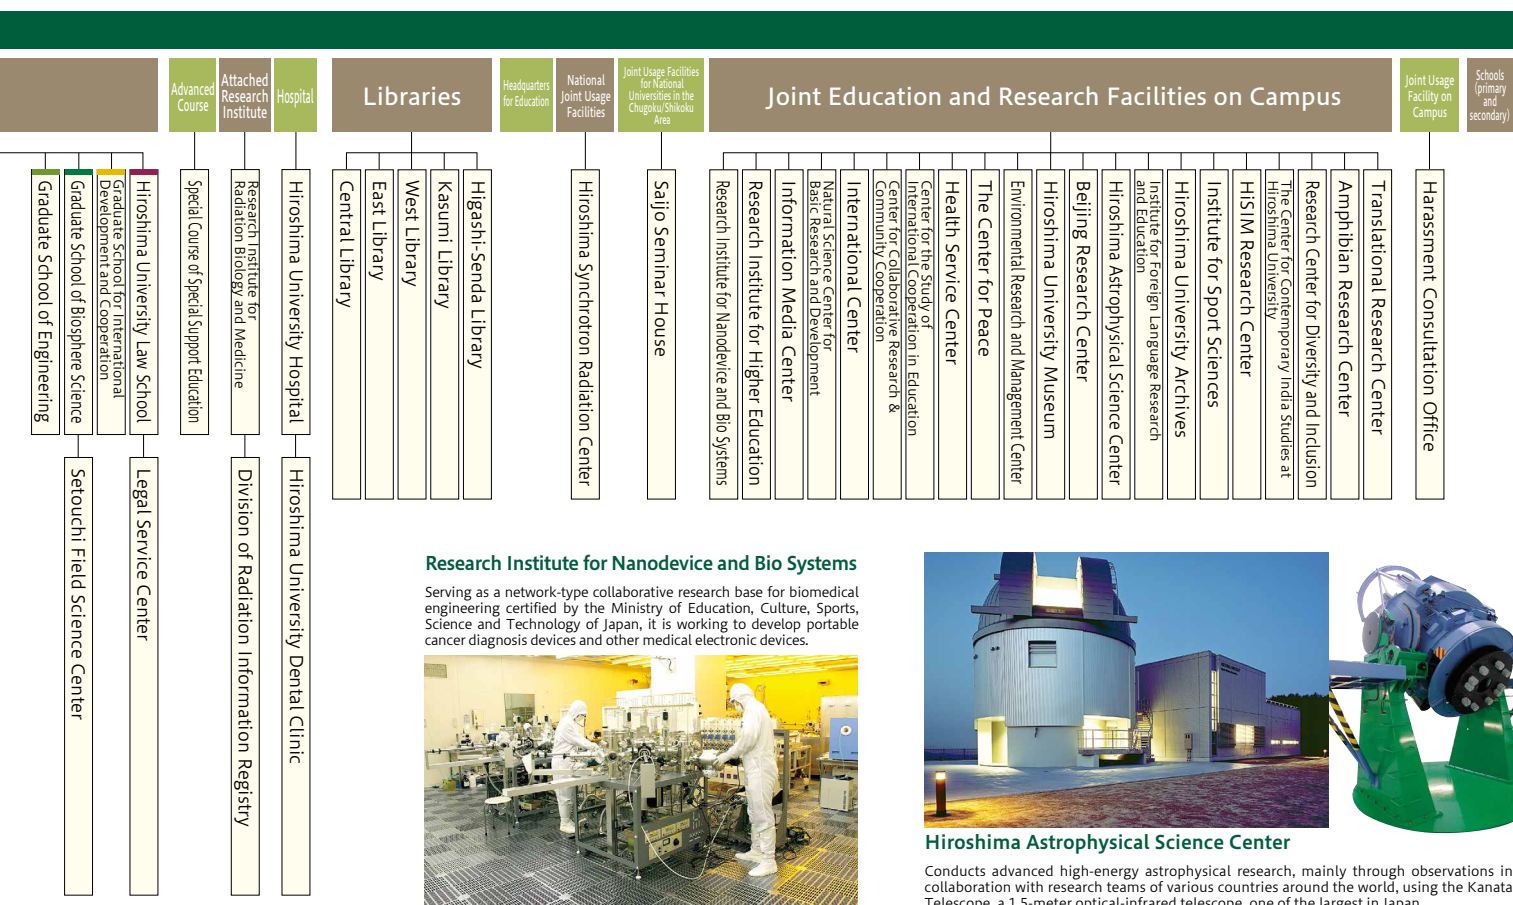 Advanced
Course
Attached
Research
Institute
Hospital
Libraries
Headquarters
for Education
National
Joint Usage
Facilities
Joint Usage Facilities
for National
Universities in the
Chugoku/Shikoku
Area
Joint Education and Research Facilities on Campus
Joint Usage
Facility on
Campus
Schools
(primary
and
secondary)
Graduate School of Engineering
Graduate School of Biosphere Science
Graduate School for International
Development and Cooperation
Hiroshima University Law School
Special Course of Special Support Education
Research Institute for
Radiation Biology and Medicine
Hiroshima University Hospital
Central Library
East Library
West Library
Kasumi Library
Higashi-Senda Library
Hiroshima Synchrotron Radiation Center
Saijo Seminar House
Research Institute for Nanodevice and Bio Systems
Research Institute for Higher Education
Information Media Center
Natural Science Center for
Basic Research and Development
International Center
Center for Collaborative Research &
Community Cooperation
Center for the Study of
International Cooperation in Education
Health Service Center
The Center for Peace
Environmental Research and Management Center
Hiroshima University Museum
Beijing Research Center
Hiroshima Astrophysical Science Center
Institute for Foreign Language Research
and Education
Hiroshima University Archives
Institute for Sport Sciences
HiSIM Research Center
The Center for Contemporary India Studies at
Hiroshima University
Research Center for Diversity and Inclusion
Amphibian Research Center
Translational Research Center
Harassment Consultation Office
Setouchi Field Science Center
Legal Service Center
Division of Radiation Information Registry
Hiroshima University Dental Clinic
Research Institute for Nanodevice and Bio Systems
Serving as a network-type collaborative research base for biomedical
engineering certified by the Ministry of Education, Culture, Sports,
Science and Technology of Japan, it is working to develop portable
cancer diagnosis devices and other medical electronic devices.
Hiroshima Astrophysical Science Center
Conducts advanced high-energy astrophysical research, mainly through observations in
collaboration with research teams of various countries around the world, using the Kanata
Telescope, a 1.5-meter optical-infrared telescope, one of the largest in Japan.